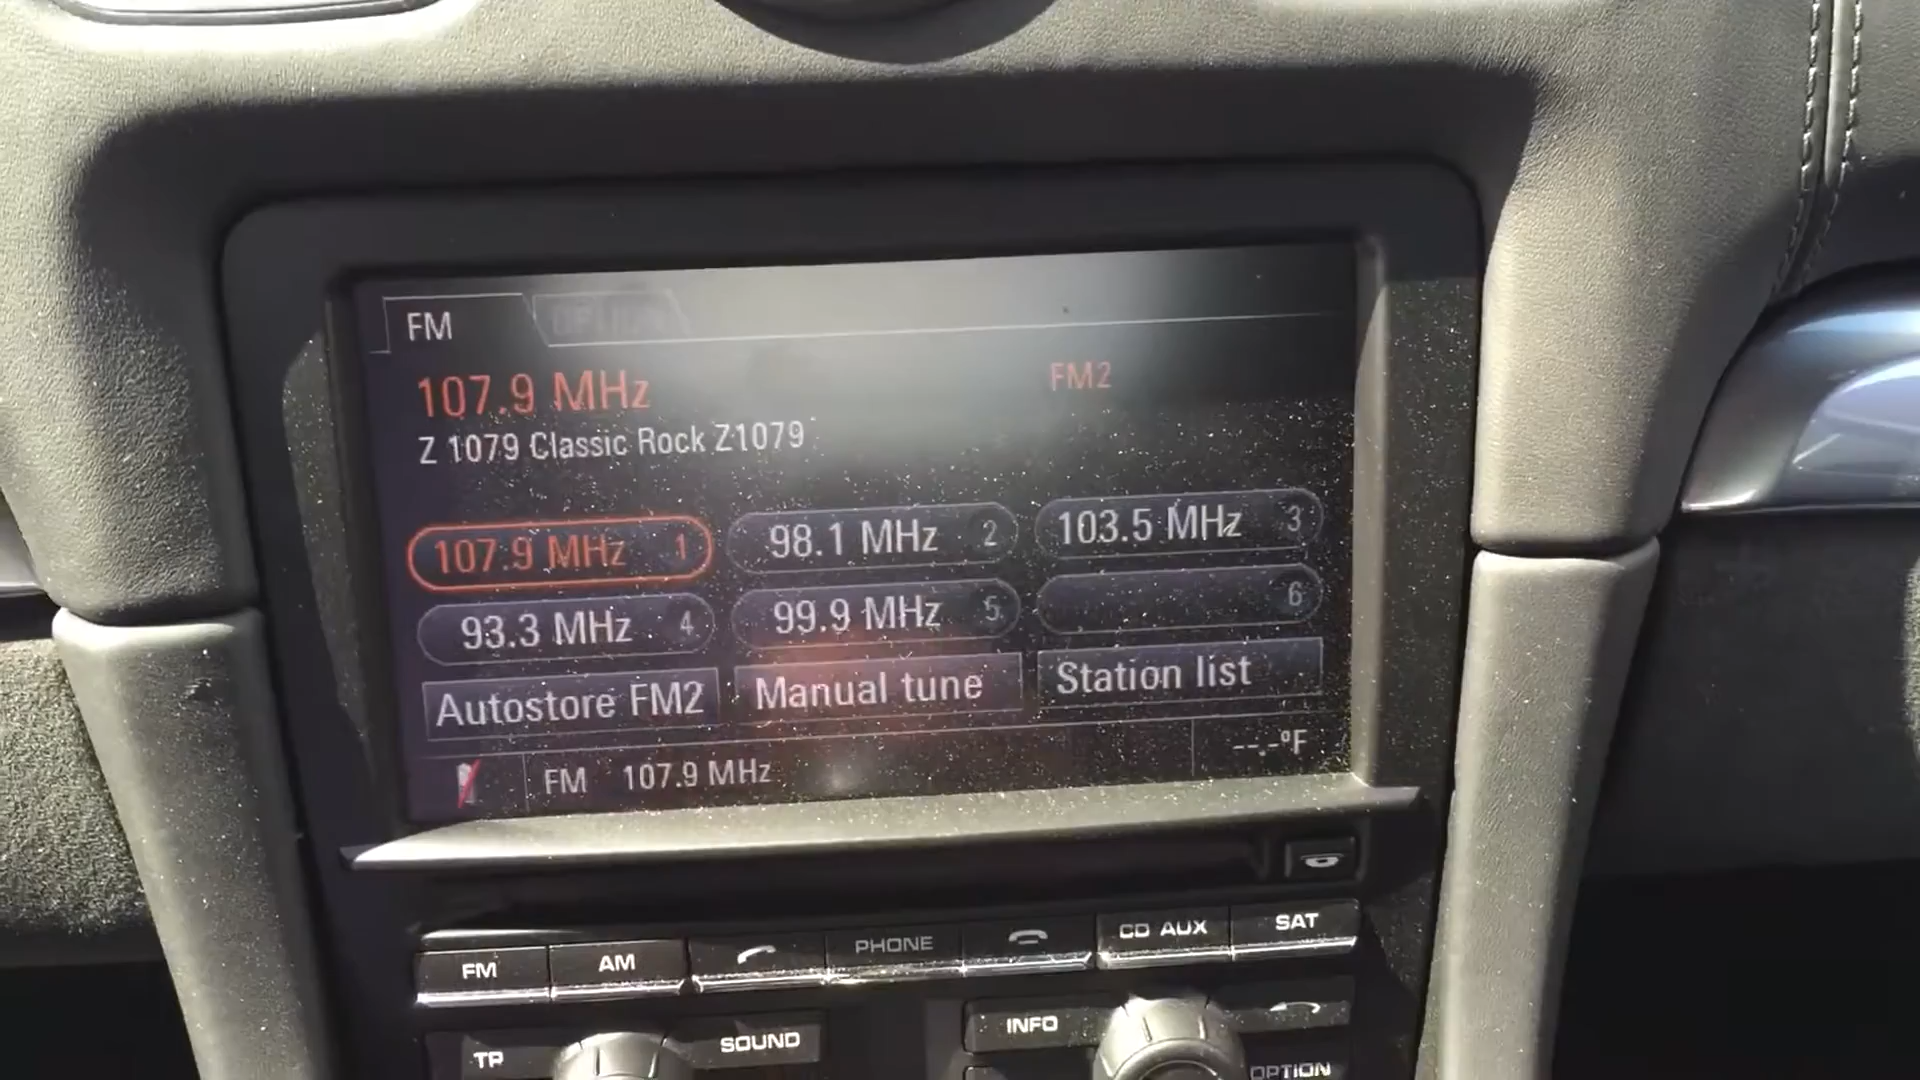 FM
107.9 MHz FM2
Z 1079 Classic Rock Z1079
107.9 MHz 1 98.1 MHz 2 103.5 MHz 3
93.3 MHz 4 99.9 MHz 5 6
Autostore FM2 Manual tune Station list
FM 107.9 MHz --.-°F
FM AM PHONE CD AUX SAT
TP SOUND INFO
OPTION